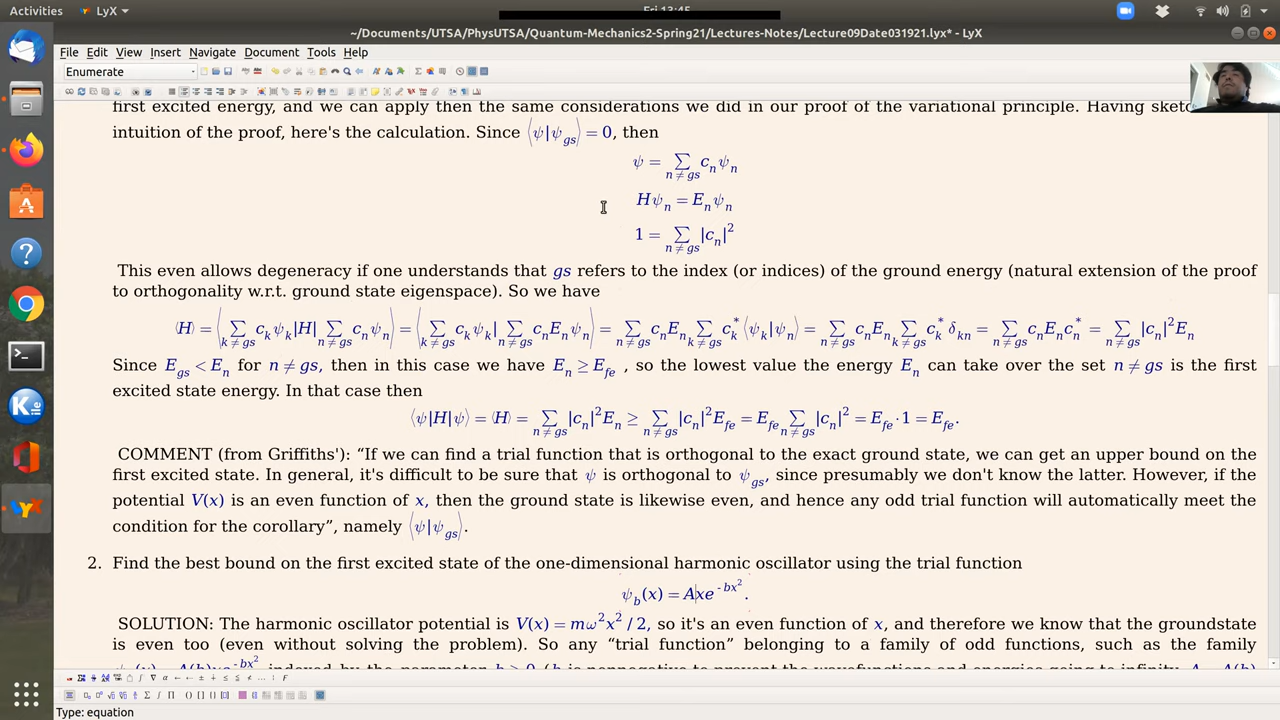 Activities
LyX
Fri 13:45
~/Documents/UTSA/PhysUTSA/Quantum-Mechanics2-Spring21/Lectures-Notes/Lecture09Date031921.lyx* - LyX
File Edit View Insert Navigate Document Tools Help
Enumerate
first excited energy, and we can apply then the same considerations we did in our proof of the variational principle. Having
intuition of the proof, here's the calculation. Since ⟨ψ|ψ_gs⟩ = 0, then
ψ = ∑_{n≠gs} c_n ψ_n
Hψ_n = E_n ψ_n
1 = ∑_{n≠gs} |c_n|^2
This even allows degeneracy if one understands that gs refers to the index (or indices) of the ground energy (natural extension of the proof
to orthogonality w.r.t. ground state eigenspace). So we have
⟨H⟩ = ⟨∑_{k≠gs} c_k ψ_k |H| ∑_{n≠gs} c_n ψ_n⟩ = ⟨∑_{k≠gs} c_k ψ_k | ∑_{n≠gs} c_n E_n ψ_n⟩ = ∑_{n≠gs} c_n E_n ∑_{k≠gs} c_k^* ⟨ψ_k|ψ_n⟩ = ∑_{n≠gs} c_n E_n ∑_{k≠gs} c_k^* δ_kn = ∑_{n≠gs} c_n E_n c_n^* = ∑_{n≠gs} |c_n|^2 E_n
Since E_gs < E_n for n ≠ gs, then in this case we have E_n ≥ E_fe , so the lowest value the energy E_n can take over the set n ≠ gs is the first
excited state energy. In that case then
⟨ψ|H|ψ⟩ = ⟨H⟩ = ∑_{n≠gs} |c_n|^2 E_n ≥ ∑_{n≠gs} |c_n|^2 E_fe = E_fe ∑_{n≠gs} |c_n|^2 = E_fe · 1 = E_fe.
COMMENT (from Griffiths'): “If we can find a trial function that is orthogonal to the exact ground state, we can get an upper bound on the
first excited state. In general, it's difficult to be sure that ψ is orthogonal to ψ_gs, since presumably we don't know the latter. However, if the
potential V(x) is an even function of x, then the ground state is likewise even, and hence any odd trial function will automatically meet the
condition for the corollary”, namely ⟨ψ|ψ_gs⟩.
2. Find the best bound on the first excited state of the one-dimensional harmonic oscillator using the trial function
ψ_b(x) = Axe^{-bx^2}.
SOLUTION: The harmonic oscillator potential is V(x) = mω^2x^2/2, so it's an even function of x, and therefore we know that the groundstate
is even too (even without solving the problem). So any “trial function” belonging to a family of odd functions, such as the family
Type: equation